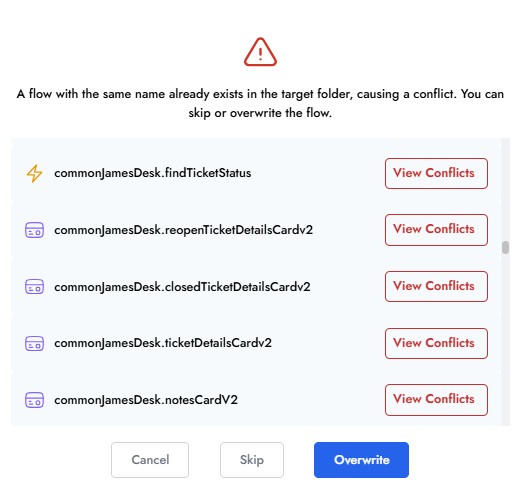 A flow with the same name already exists in the target folder, causing a conflict. You can
skip or overwrite the flow.
commonJamesDesk.findTicketStatus
View Conflicts
commonJamesDesk.reopenTicketDetailsCardv2
View Conflicts
commonJamesDesk.closedTicketDetailsCardv2
View Conflicts
commonJamesDesk.ticketDetailsCardv2
View Conflicts
commonJamesDesk.notesCardV2
View Conflicts
Cancel
Skip
Overwrite